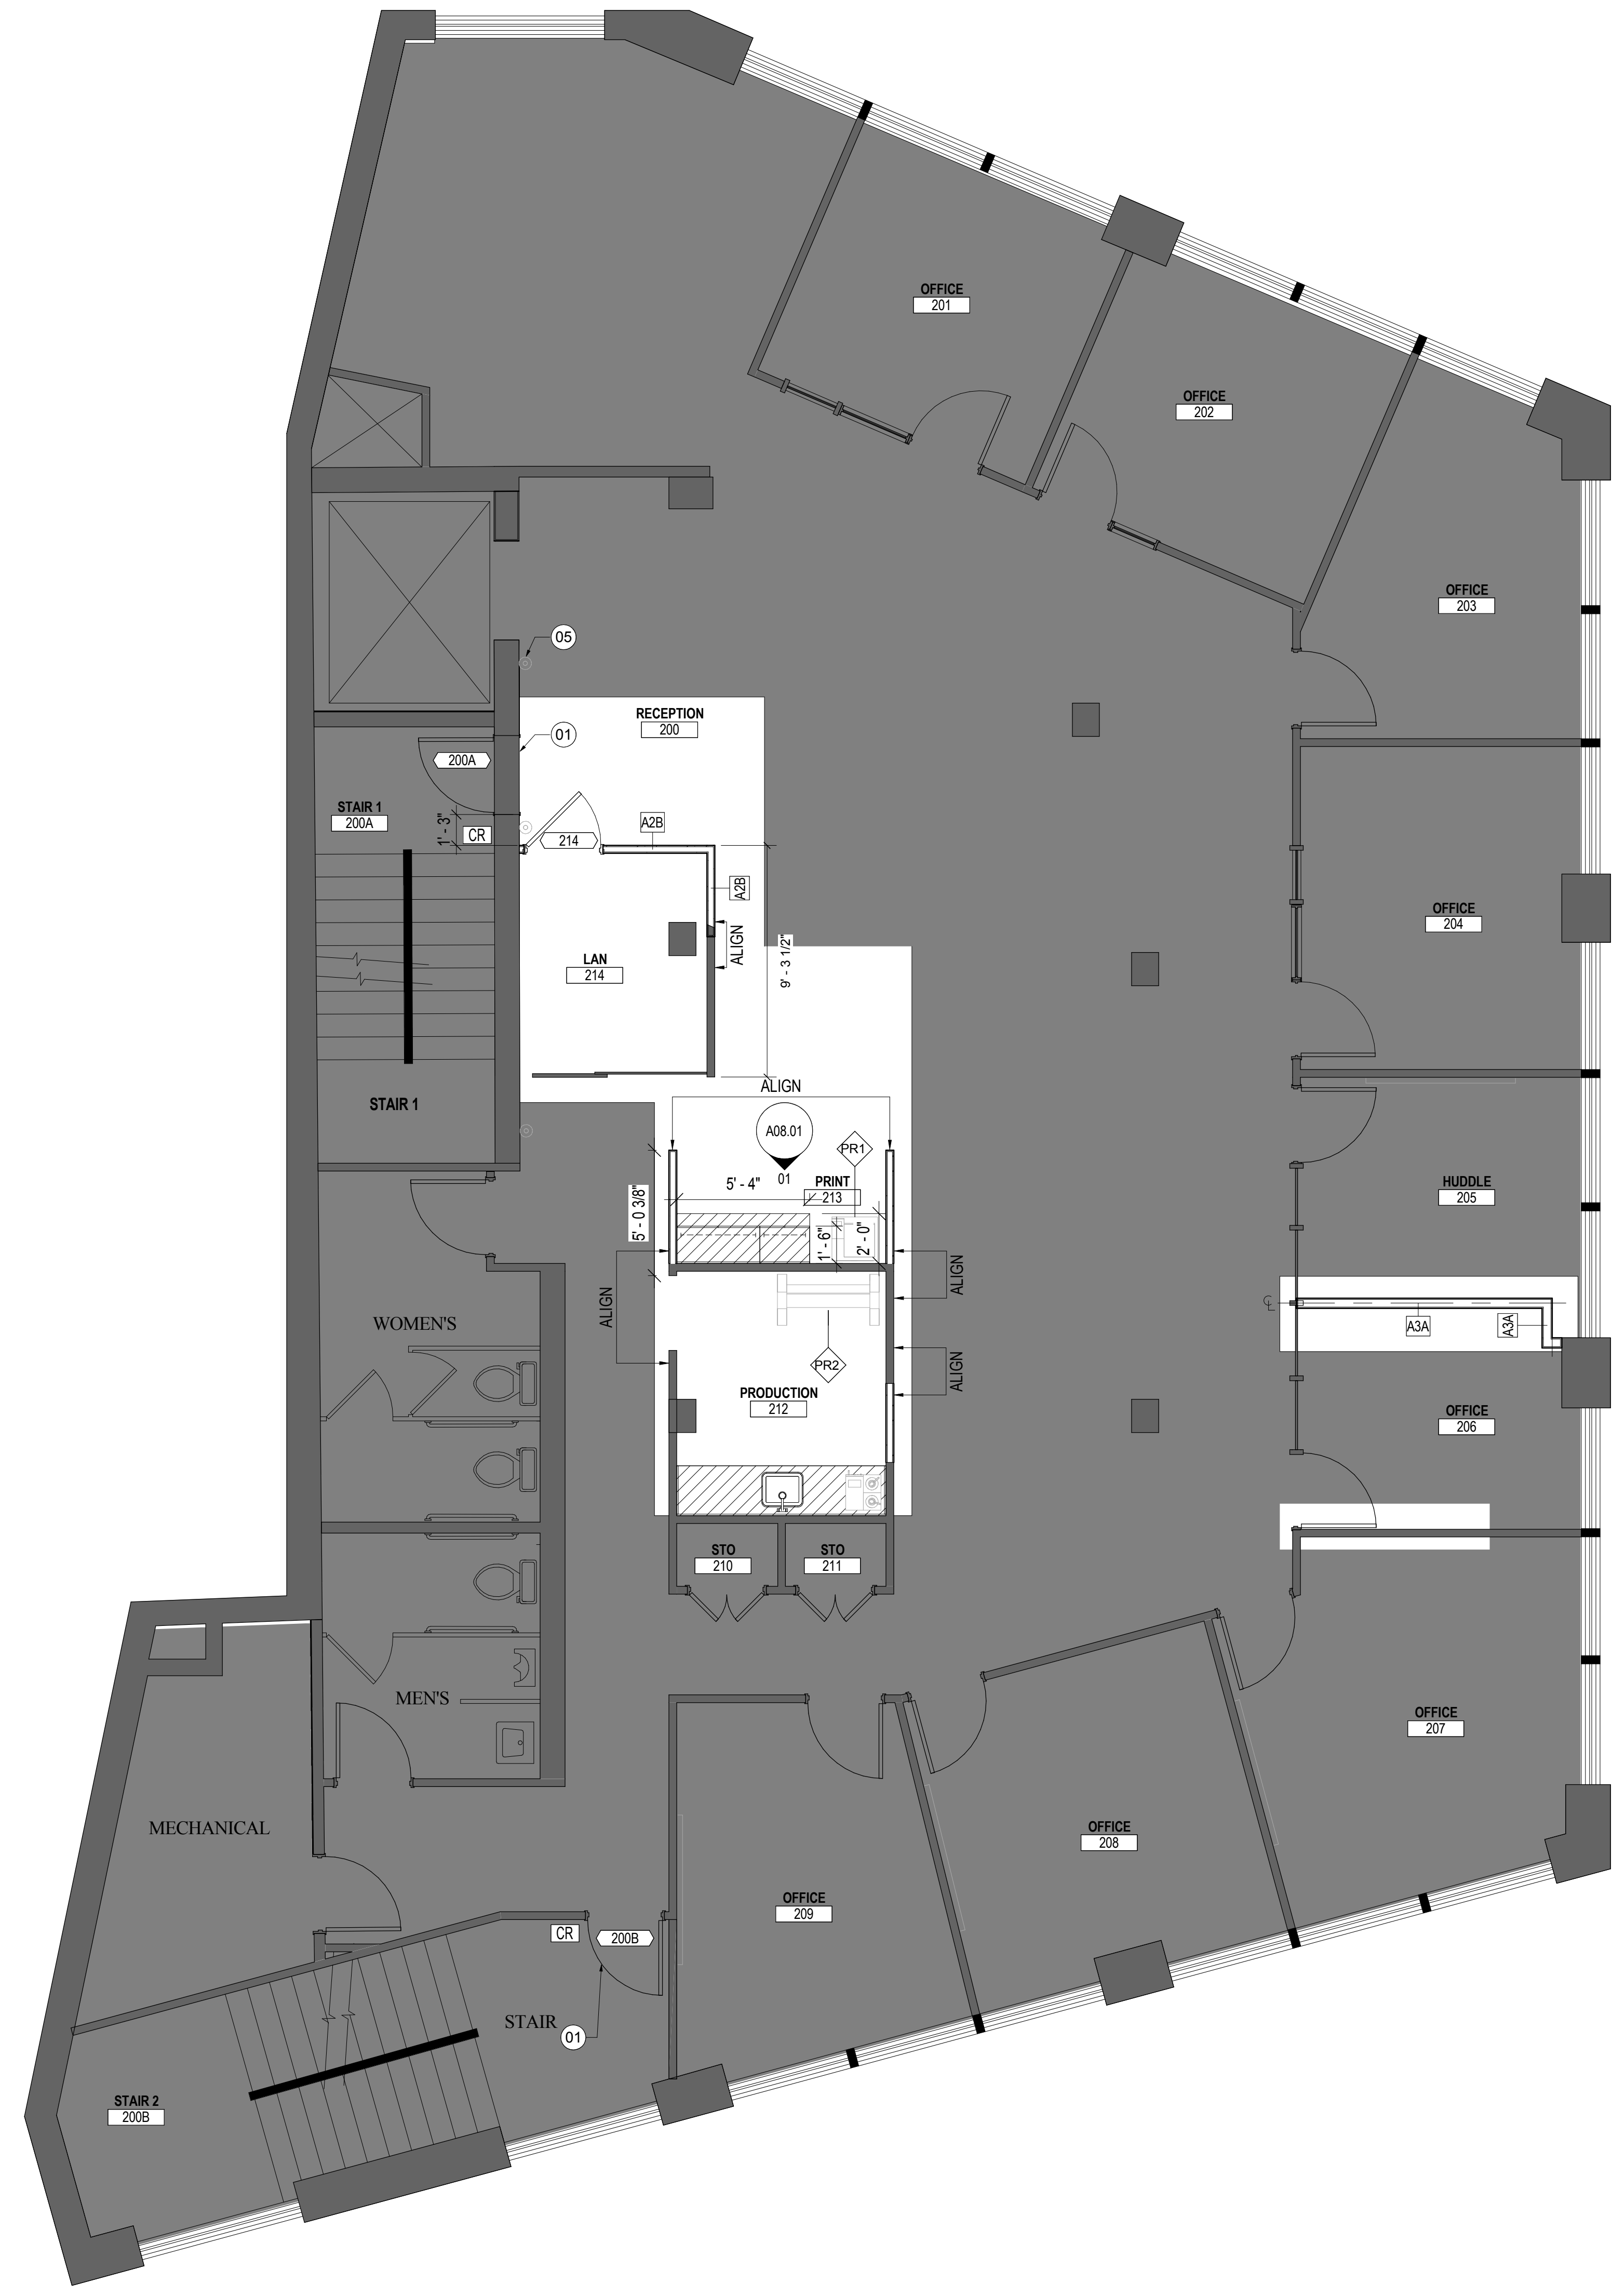 OFFICE
201
OFFICE
202
OFFICE
203
05
RECEPTION
200
01
200A
STAIR 1
200A
1' - 3"
CR
214
A2B
A2B
ALIGN
9' - 3 1/2"
LAN
214
OFFICE
204
STAIR 1
ALIGN
A08.01
01
PR1
5' - 4"
PRINT
213
5' - 0 3/8"
1' - 6"
2' - 0"
HUDDLE
205
ALIGN
ALIGN
WOMEN'S
CL
A3A
A3A
PR2
ALIGN
PRODUCTION
212
OFFICE
206
STO
210
STO
211
MEN'S
OFFICE
207
MECHANICAL
OFFICE
208
OFFICE
209
CR
200B
STAIR
01
STAIR 2
200B